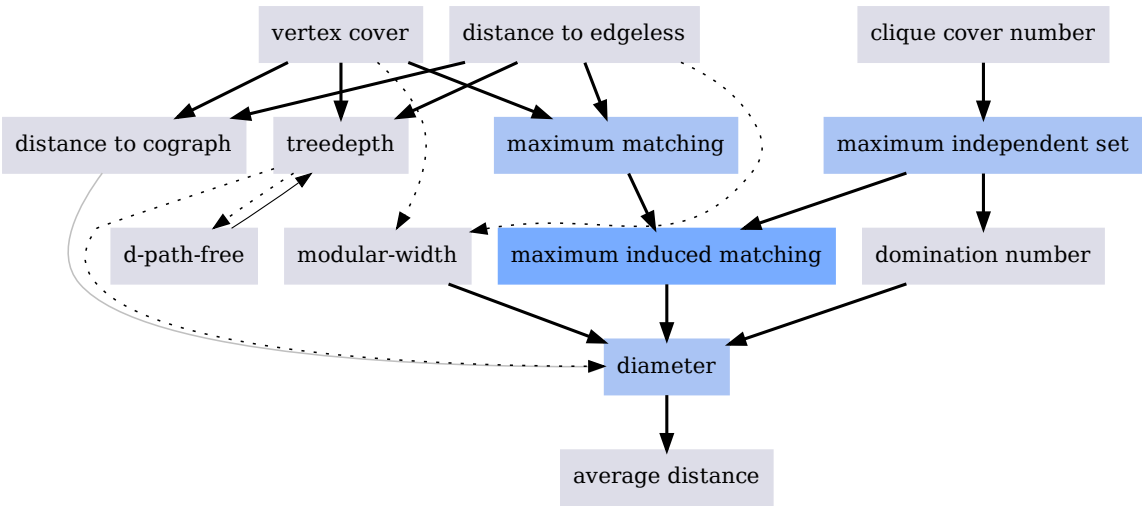 vertex cover
distance to edgeless
clique cover number
distance to cograph
treedepth
maximum matching
maximum independent set
d-path-free
modular-width
maximum induced matching
domination number
diameter
average distance